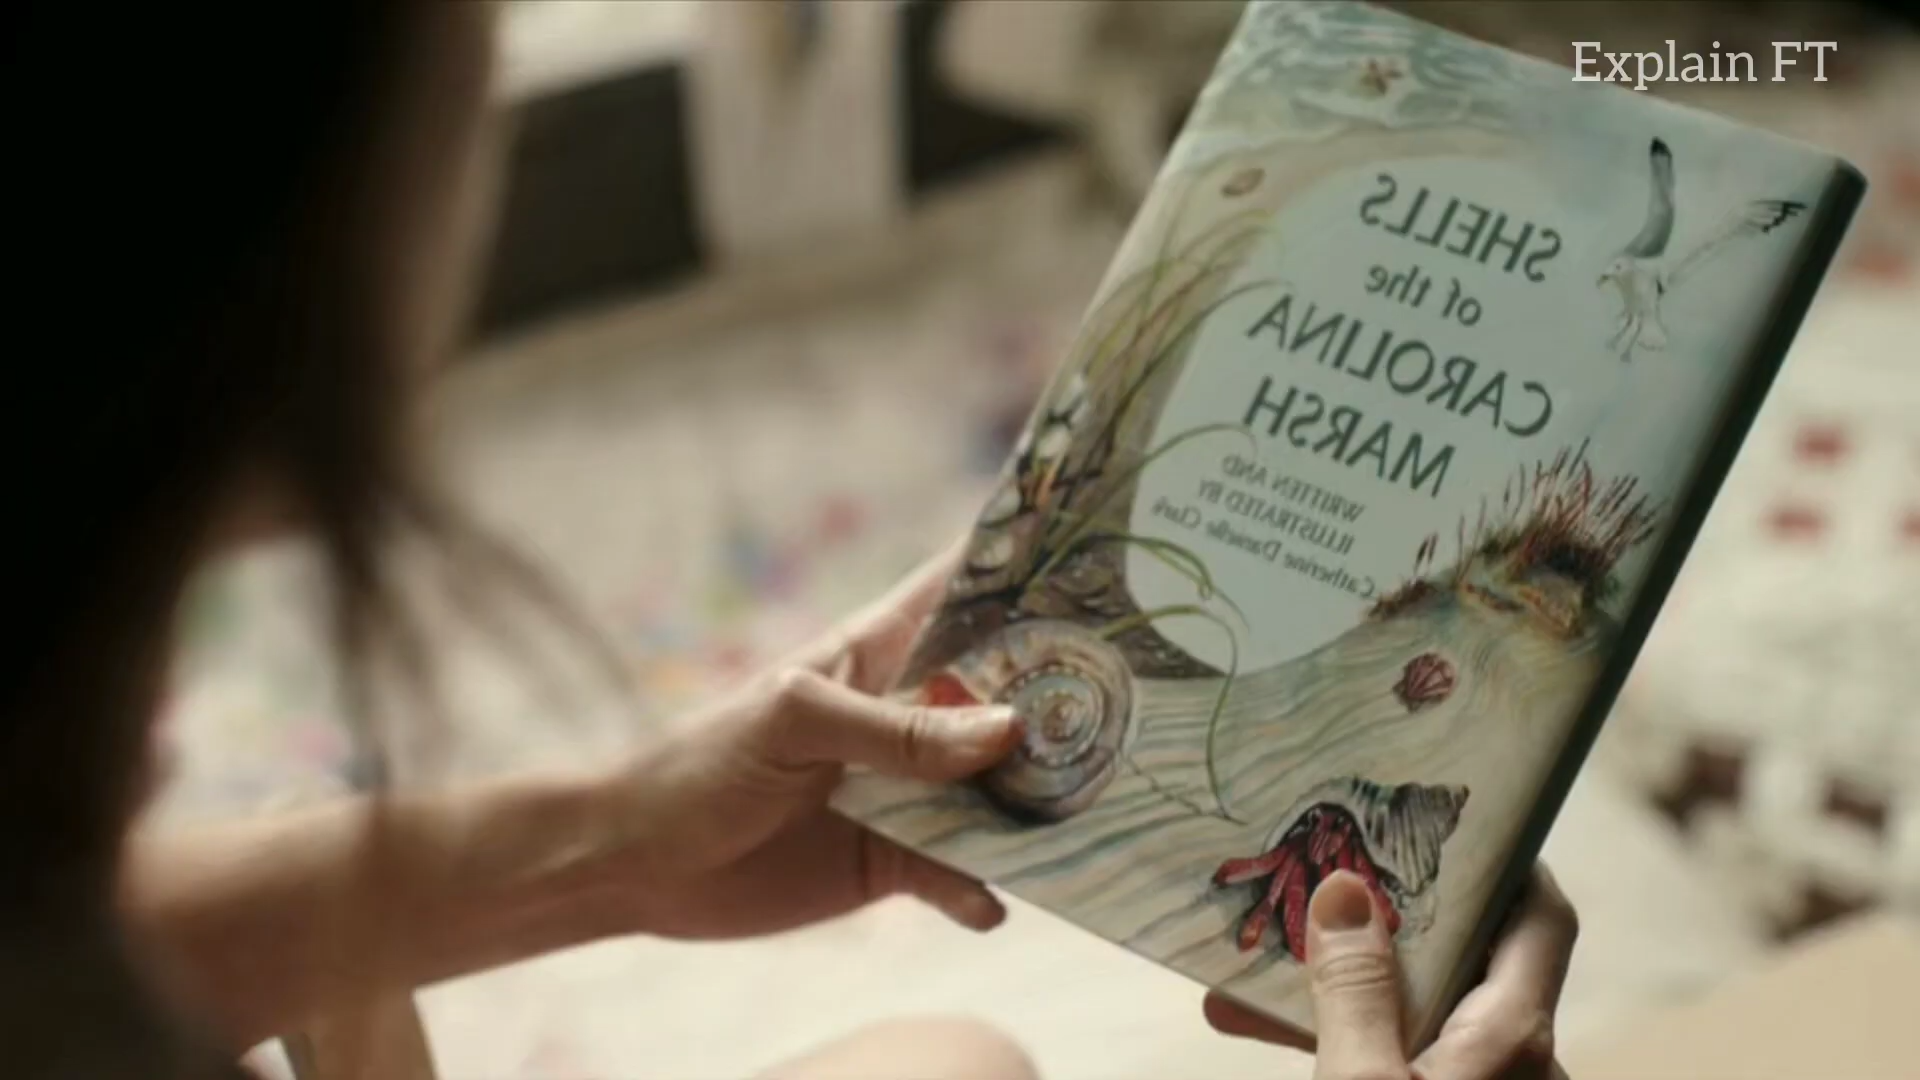 Explain FT
SHELLS
of the
CAROLINA
MARSH
WRITTEN AND
ILLUSTRATED BY
Catherine Danielle Clark